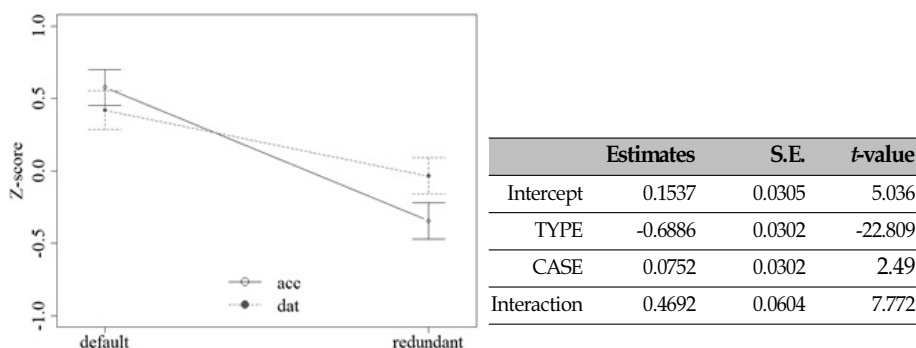 1.0
0.5
0.0
-0.5
-1.0
Z-score
acc
dat
default redundant
Estimates S.E. t-value
Intercept 0.1537 0.0305 5.036
TYPE -0.6886 0.0302 -22.809
CASE 0.0752 0.0302 2.49
Interaction 0.4692 0.0604 7.772